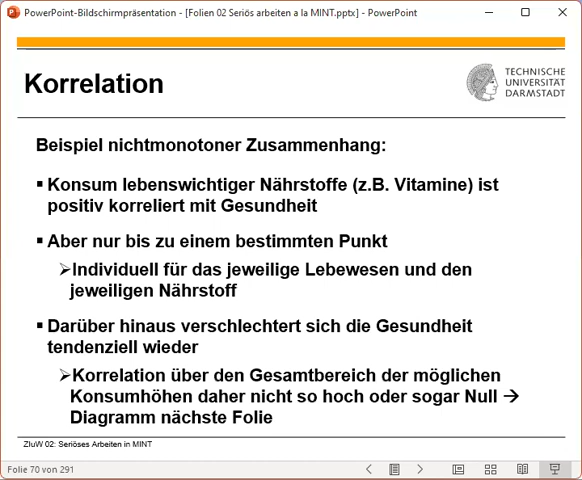 PowerPoint-Bildschirmpräsentation - [Folien 02 Seriös arbeiten a la MINT.pptx] - PowerPoint
Korrelation
TECHNISCHE
UNIVERSITÄT
DARMSTADT
Beispiel nichtmonotoner Zusammenhang:
▪ Konsum lebenswichtiger Nährstoffe (z.B. Vitamine) ist
positiv korreliert mit Gesundheit
▪ Aber nur bis zu einem bestimmten Punkt
➢Individuell für das jeweilige Lebewesen und den
jeweiligen Nährstoff
▪ Darüber hinaus verschlechtert sich die Gesundheit
tendenziell wieder
➢Korrelation über den Gesamtbereich der möglichen
Konsumhöhen daher nicht so hoch oder sogar Null →
Diagramm nächste Folie
ZIuW 02: Seriöses Arbeiten in MINT
Folie 70 von 291